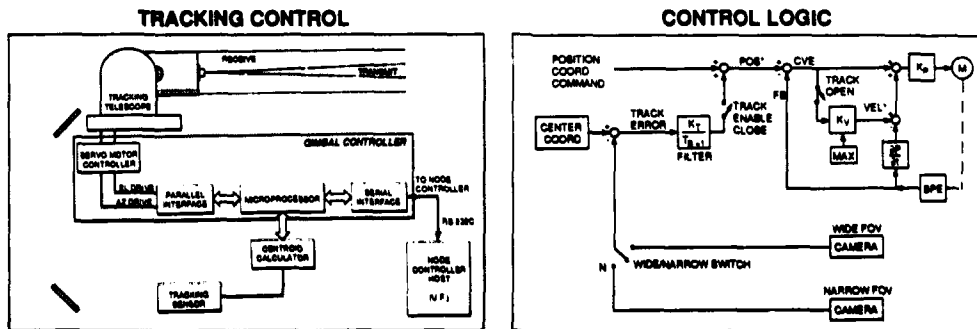 TRACKING CONTROL
RECEIVE
TRANSMIT
TRACKING
TELESCOPE
GIMBAL CONTROLLER
SERVO MOTOR
CONTROLLER
EL DRIVE
AZ DRIVE
PARALLEL
INTERFACE
MICROPROCESSOR
SERIAL
INTERFACE
TO NODE
CONTROLLER
RS 232C
CENTROID
CALCULATOR
NODE
CONTROLLER
HOST
TRACKING
SENSOR
CONTROL LOGIC
POSITION
COORD
COMMAND
POS'
CVE
FB
K
M
TRACK
OPEN
CENTER
COORD
TRACK
ERROR
K T
FILTER
TRACK
ENABLE
CLOSE
K V
VEL'
MAX
BPE
WIDE FOV
CAMERA
WIDE/NARROW SWITCH
N
NARROW FOV
CAMERA